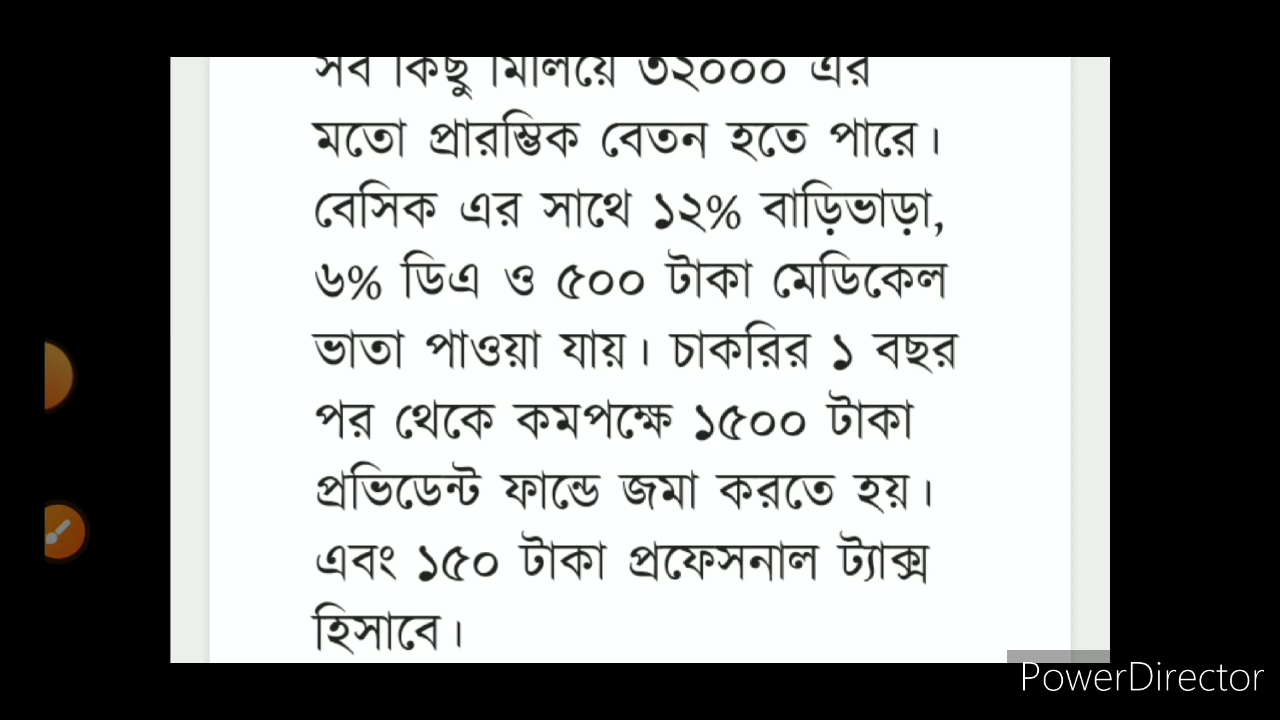 সব কিছু মিলিয়ে ৩২০০০ এর
মতো প্রারম্ভিক বেতন হতে পারে।
বেসিক এর সাথে ১২% বাড়িভাড়া,
৬% ডিএ ও ৫০০ টাকা মেডিকেল
ভাতা পাওয়া যায়। চাকরির ১ বছর
পর থেকে কমপক্ষে ১৫০০ টাকা
প্রভিডেন্ট ফান্ডে জমা করতে হয়।
এবং ১৫০ টাকা প্রফেসনাল ট্যাক্স
হিসাবে।
PowerDirector